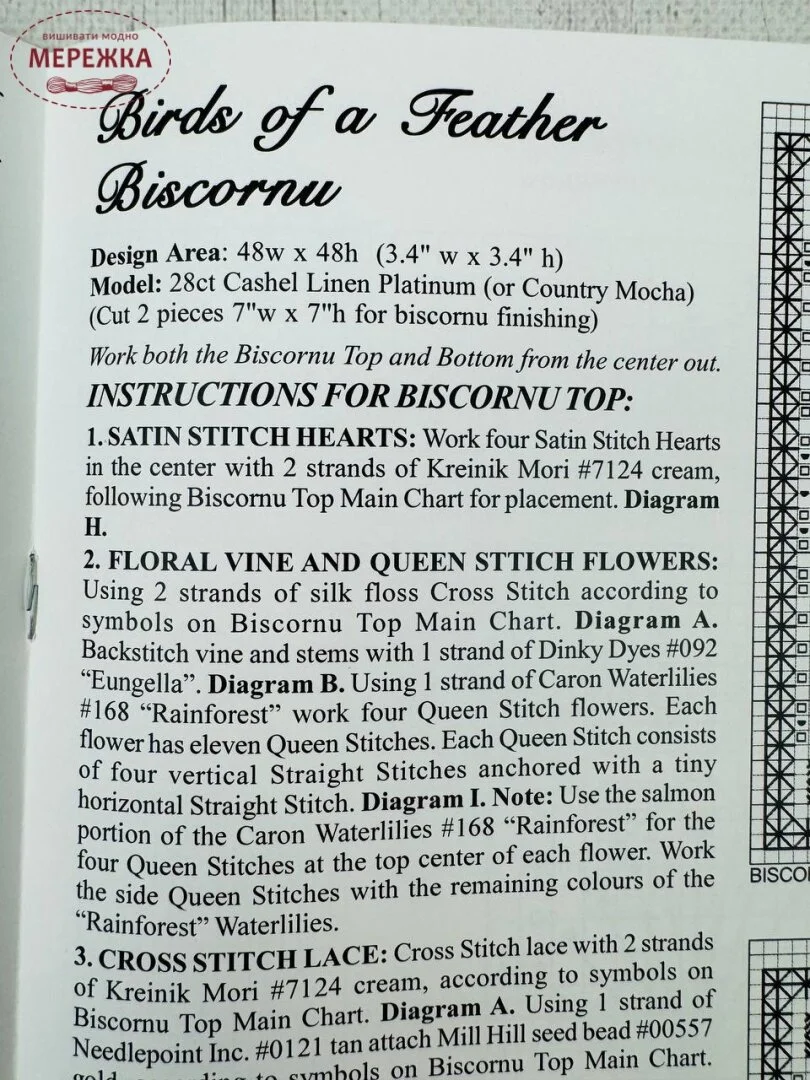 вишивати модно
МЕРЕЖКА
Birds of a Feather
Biscornu
Design Area: 48w x 48h (3.4" w x 3.4" h)
Model: 28ct Cashel Linen Platinum (or Country Mocha)
(Cut 2 pieces 7"w x 7"h for biscornu finishing)
Work both the Biscornu Top and Bottom from the center out.
INSTRUCTIONS FOR BISCORNU TOP:
1. SATIN STITCH HEARTS: Work four Satin Stitch Hearts
in the center with 2 strands of Kreinik Mori #7124 cream,
following Biscornu Top Main Chart for placement. Diagram
H.
2. FLORAL VINE AND QUEEN STTICH FLOWERS:
Using 2 strands of silk floss Cross Stitch according to
symbols on Biscornu Top Main Chart. Diagram A.
Backstitch vine and stems with 1 strand of Dinky Dyes #092
“Eungella”. Diagram B. Using 1 strand of Caron Waterlilies
#168 “Rainforest” work four Queen Stitch flowers. Each
flower has eleven Queen Stitches. Each Queen Stitch consists
of four vertical Straight Stitches anchored with a tiny
horizontal Straight Stitch. Diagram I. Note: Use the salmon
portion of the Caron Waterlilies #168 “Rainforest” for the
four Queen Stitches at the top center of each flower. Work
the side Queen Stitches with the remaining colours of the
“Rainforest” Waterlilies.
3. CROSS STITCH LACE: Cross Stitch lace with 2 strands
of Kreinik Mori #7124 cream, according to symbols on
Biscornu Top Main Chart. Diagram A. Using 1 strand of
Needlepoint Inc. #0121 tan attach Mill Hill seed bead #00557
gold, according to symbols on Biscornu Top Main Chart.
BISCO